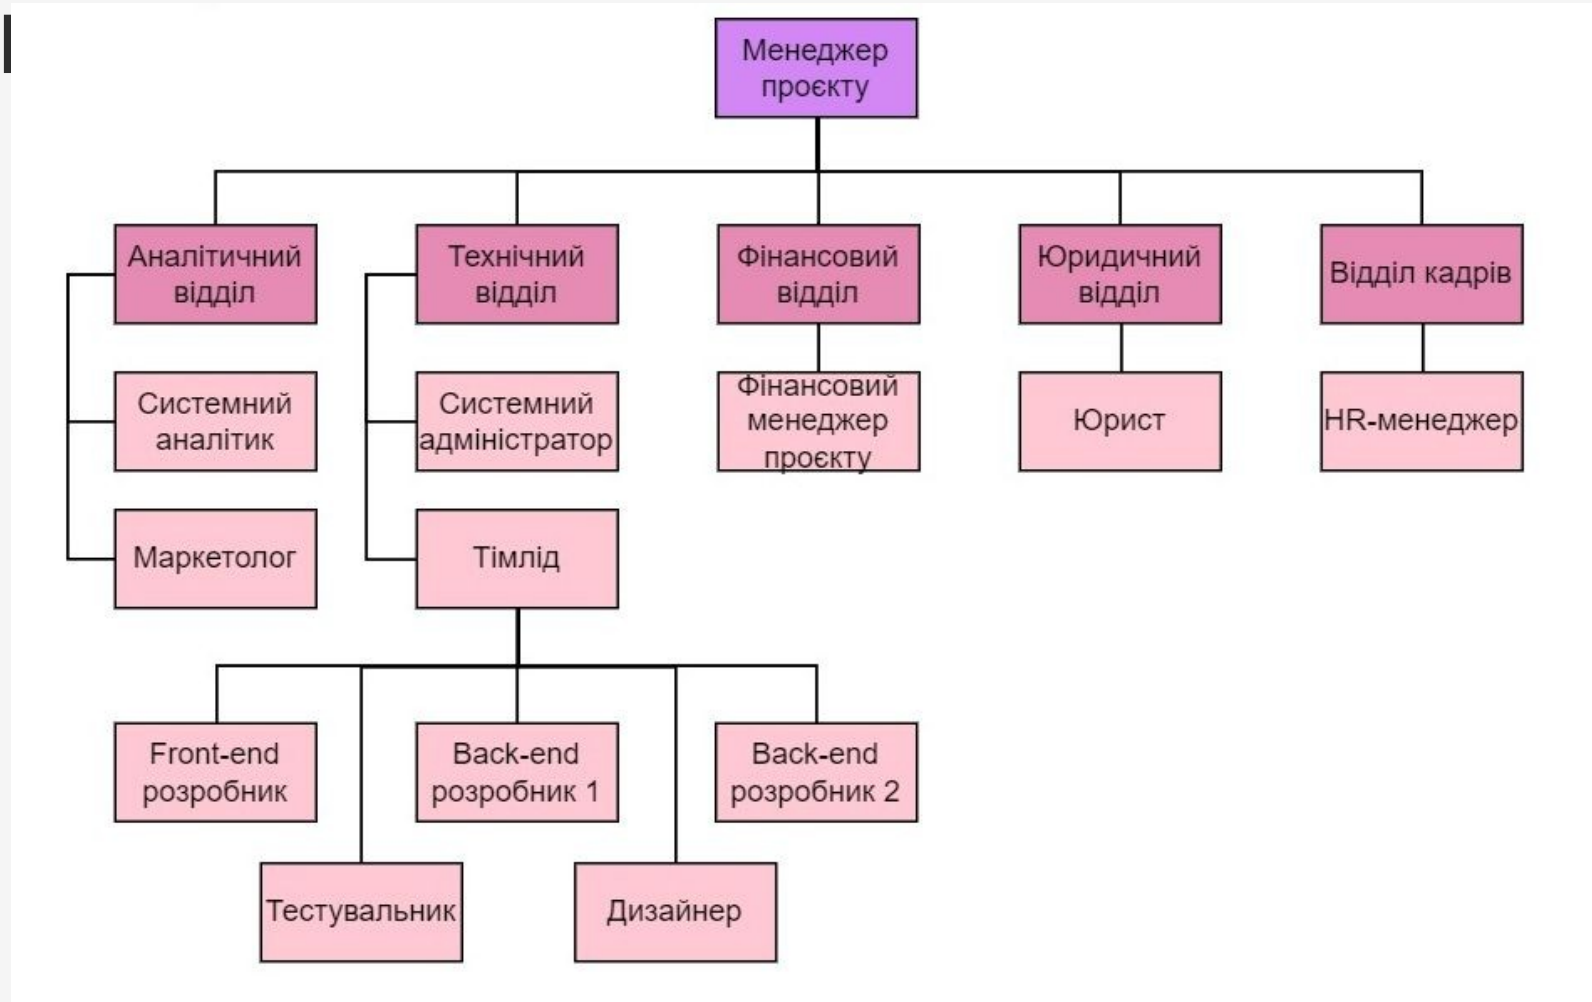 Менеджер
проєкту
Аналітичний
відділ
Технічний
відділ
Фінансовий
відділ
Юридичний
відділ
Відділ кадрів
Системний
аналітик
Системний
адміністратор
Фінансовий
менеджер
проєкту
Юрист
HR-менеджер
Маркетолог
Тімлід
Front-end
розробник
Back-end
розробник 1
Back-end
розробник 2
Тестувальник
Дизайнер